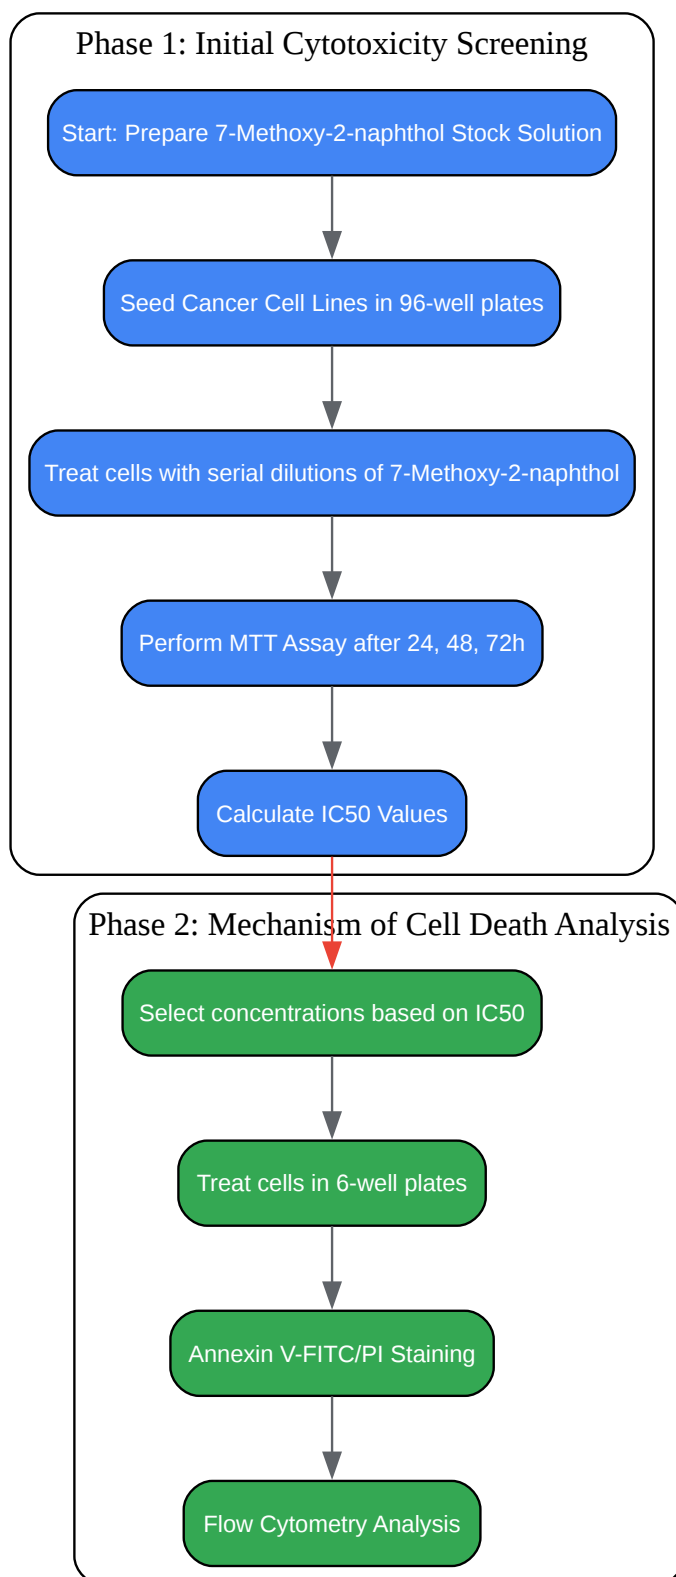 Phase 1: Initial Cytotoxicity Screening
Start: Prepare 7-Methoxy-2-naphthol Stock Solution
Seed Cancer Cell Lines in 96-well plates
Treat cells with serial dilutions of 7-Methoxy-2-naphthol
Perform MTT Assay after 24, 48, 72h
Calculate IC50 Values
Phase 2: Mechanism of Cell Death Analysis
Select concentrations based on IC50
Treat cells in 6-well plates
Annexin V-FITC/PI Staining
Flow Cytometry Analysis